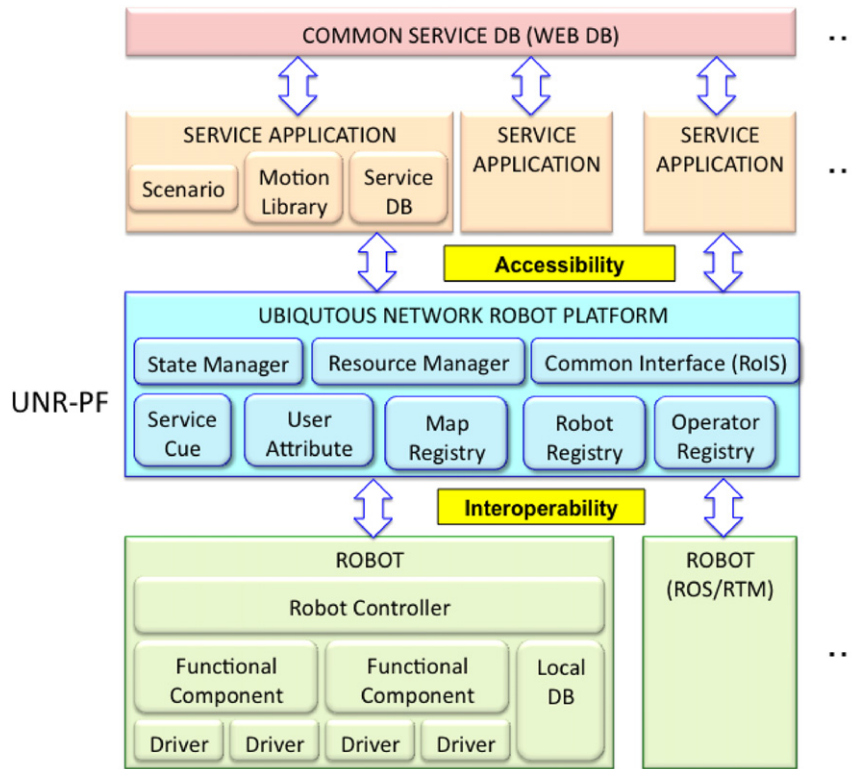 COMMON SERVICE DB (WEB DB)
..
SERVICE APPLICATION
Scenario
Motion
Library
Service
DB
SERVICE
APPLICATION
SERVICE
APPLICATION
..
Accessibility
UBIQUTOUS NETWORK ROBOT PLATFORM
State Manager
Resource Manager
Common Interface (RoIS)
UNR-PF
Service
Cue
User
Attribute
Map
Registry
Robot
Registry
Operator
Registry
Interoperability
ROBOT
Robot Controller
Functional
Component
Functional
Component
Local
DB
Driver
Driver
Driver
Driver
ROBOT
(ROS/RTM)
..